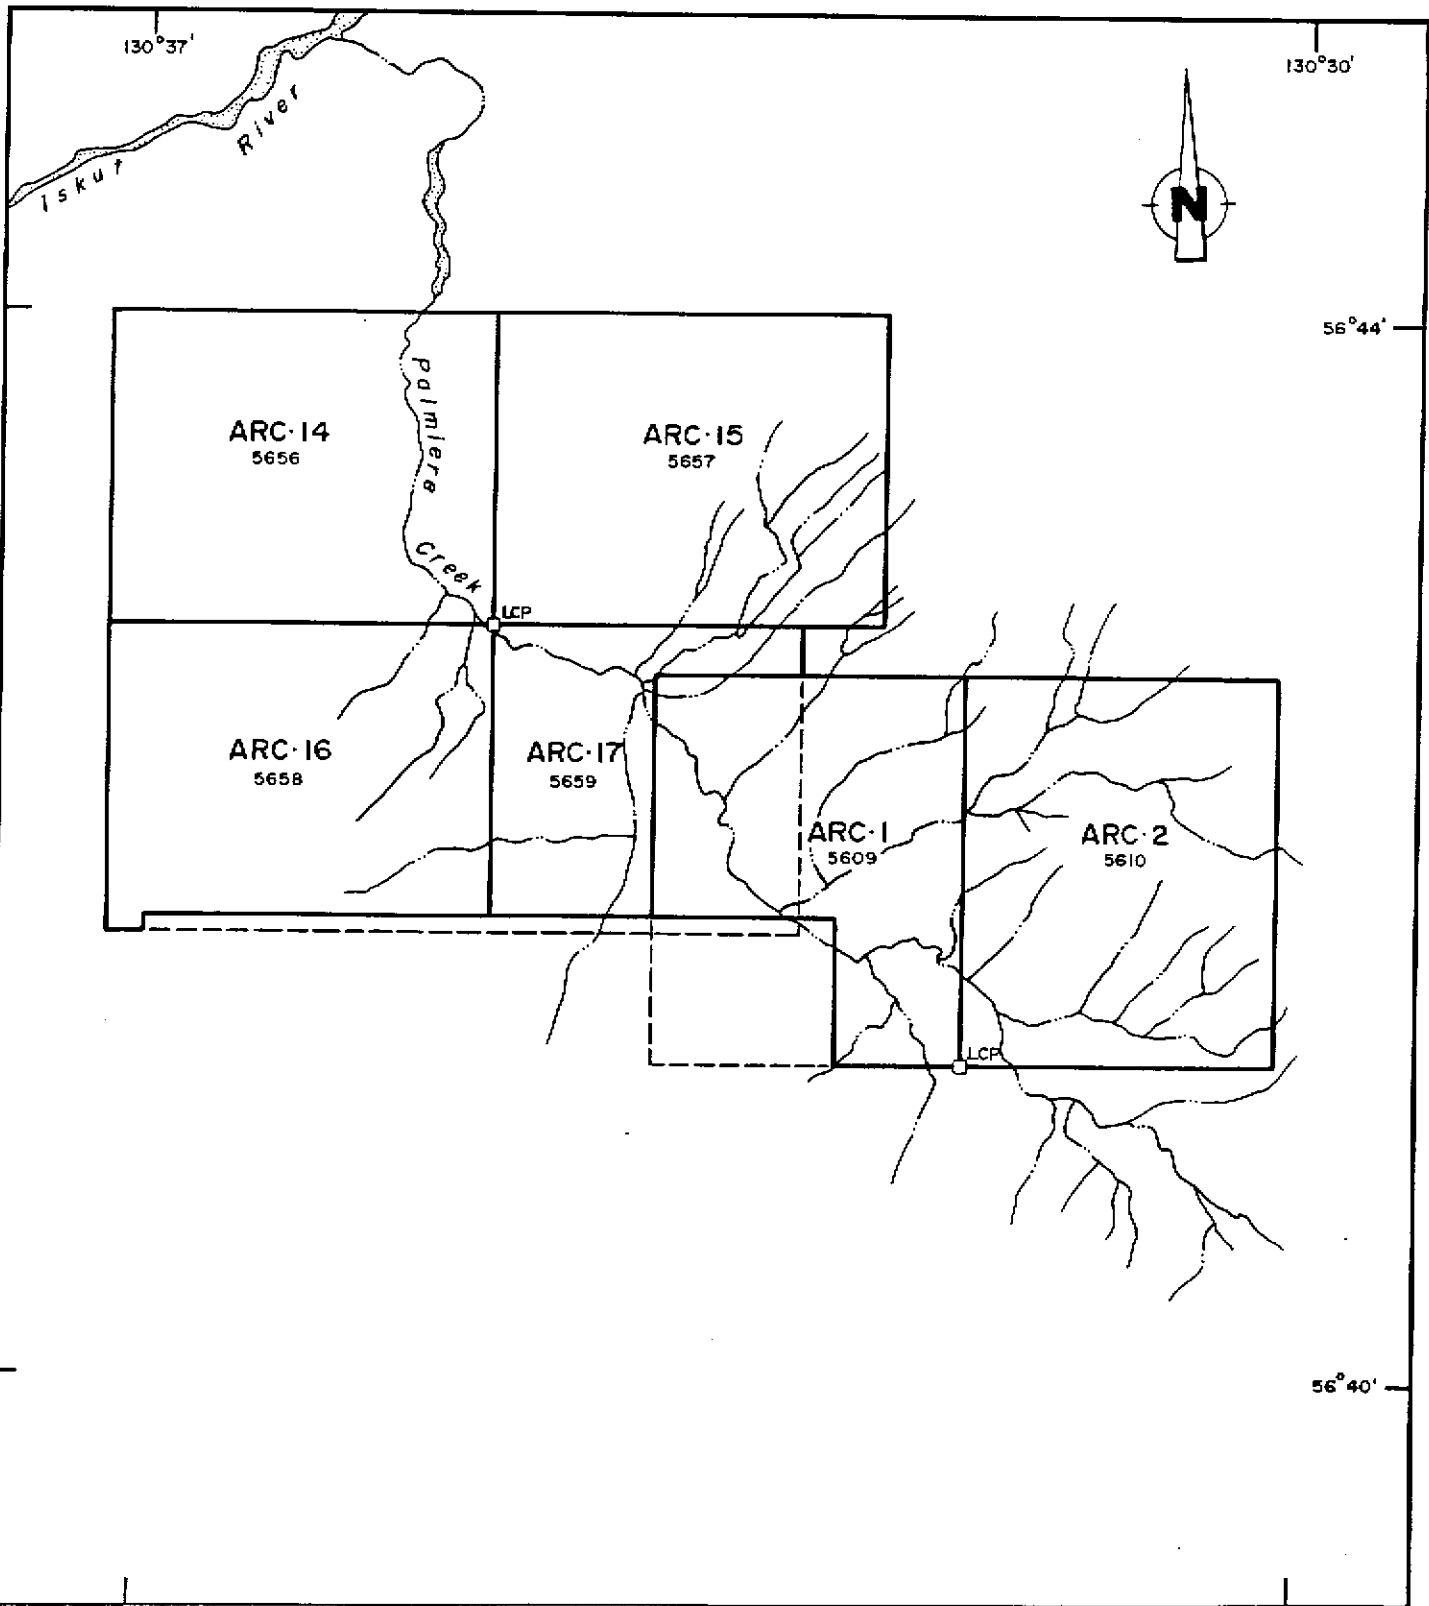 130°37'
130°30'
Iskut River
N
56°44'
Palmiere Creek
ARC·14
5656
ARC·15
5657
LCP
ARC·16
5658
ARC·17
5659
ARC·1
5609
ARC·2
5610
LCP
56°40'